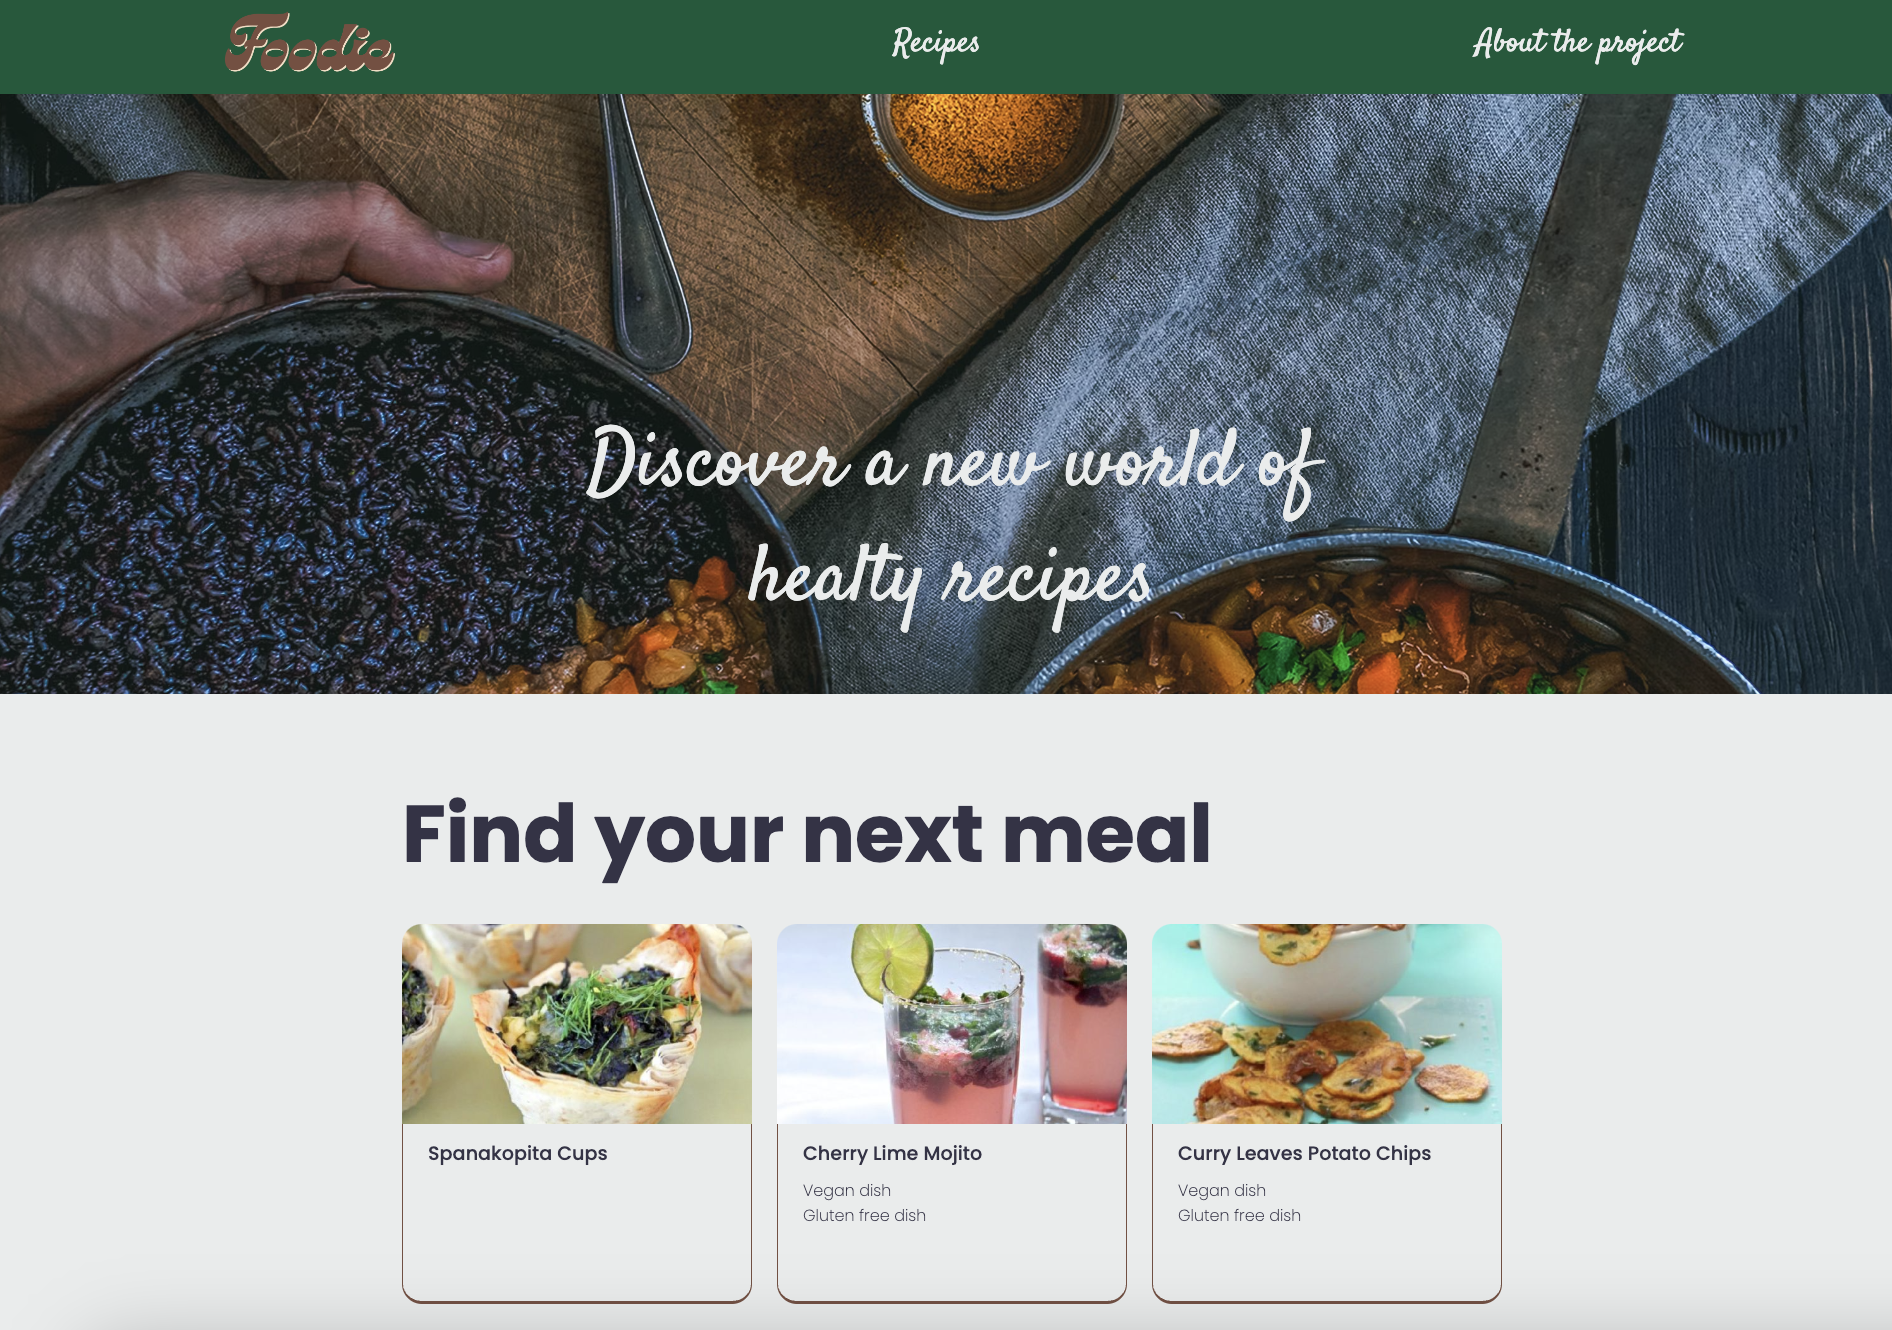 Foodie
Recipes
About the project
Discover a new world of
healty recipes
Find your next meal
Spanakopita Cups
Cherry Lime Mojito
Vegan dish
Gluten free dish
Curry Leaves Potato Chips
Vegan dish
Gluten free dish